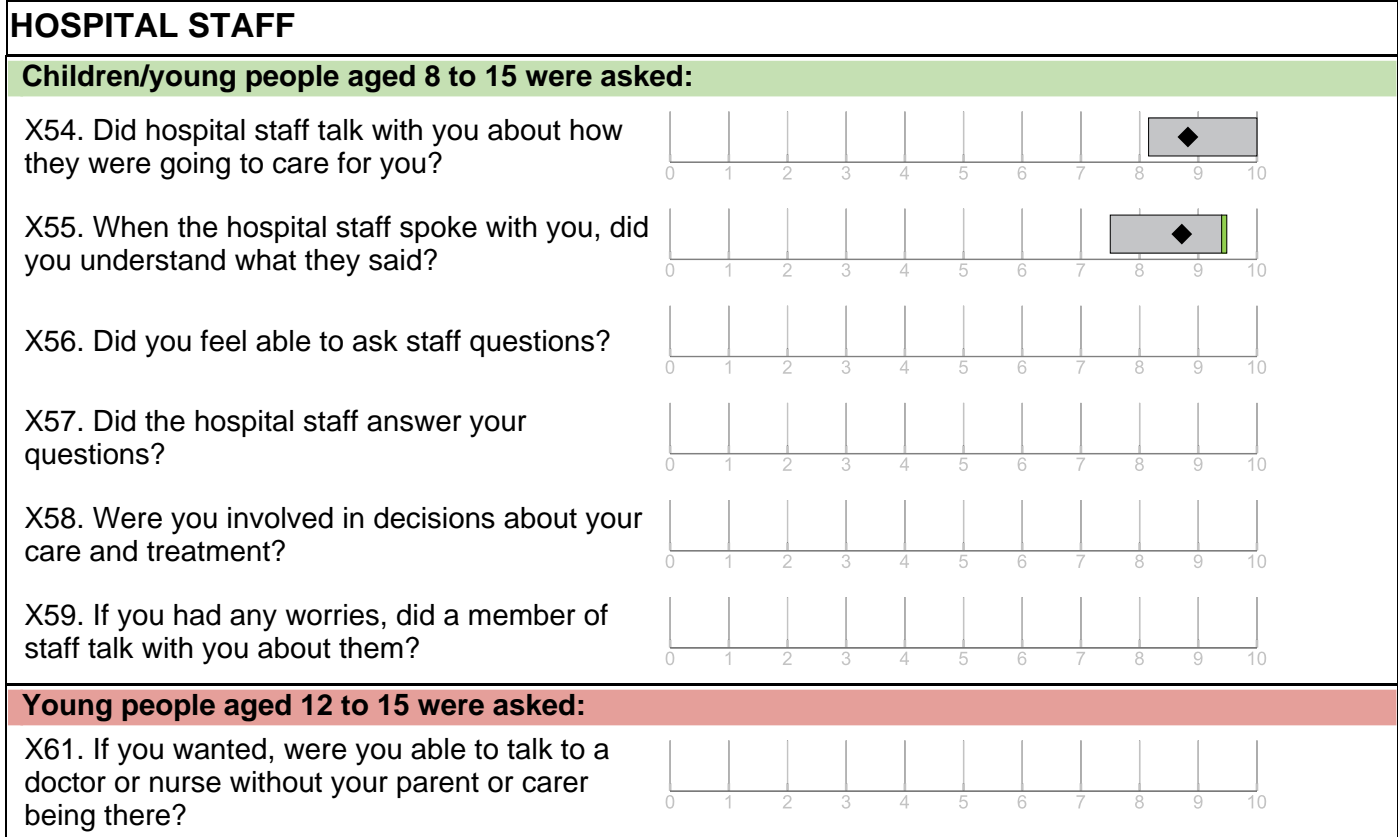 HOSPITAL STAFF
Children/young people aged 8 to 15 were asked:
X54. Did hospital staff talk with you about how
they were going to care for you?
0 1 2 3 4 5 6 7 8 9 10
X55. When the hospital staff spoke with you, did
you understand what they said?
0 1 2 3 4 5 6 7 8 9 10
X56. Did you feel able to ask staff questions?
0 1 2 3 4 5 6 7 8 9 10
X57. Did the hospital staff answer your
questions?
0 1 2 3 4 5 6 7 8 9 10
X58. Were you involved in decisions about your
care and treatment?
0 1 2 3 4 5 6 7 8 9 10
X59. If you had any worries, did a member of
staff talk with you about them?
0 1 2 3 4 5 6 7 8 9 10
Young people aged 12 to 15 were asked:
X61. If you wanted, were you able to talk to a
doctor or nurse without your parent or carer
being there?
0 1 2 3 4 5 6 7 8 9 10